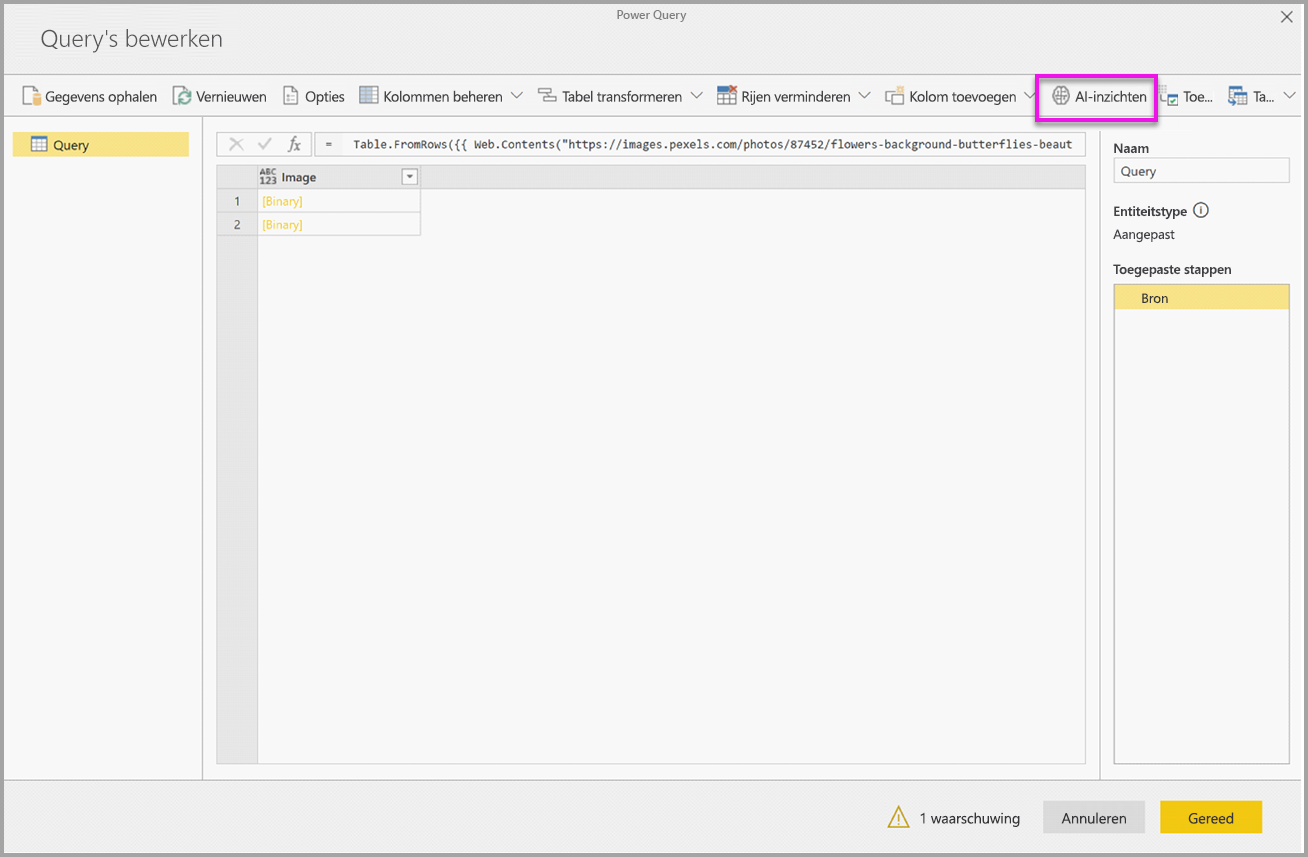 Power Query
Query's bewerken
Gegevens ophalen Vernieuwen Opties Kolommen beheren Tabel transformeren Rijen verminderen Kolom toevoegen AI-inzichten Toe... Ta...
Query
fx = Table.FromRows({{ Web.Contents("https://images.pexels.com/photos/87452/flowers-background-butterflies-beaut
ABC 123 Image
1 [Binary]
2 [Binary]
Naam
Query
Entiteitstype
Aangepast
Toegepaste stappen
Bron
1 waarschuwing Annuleren Gereed